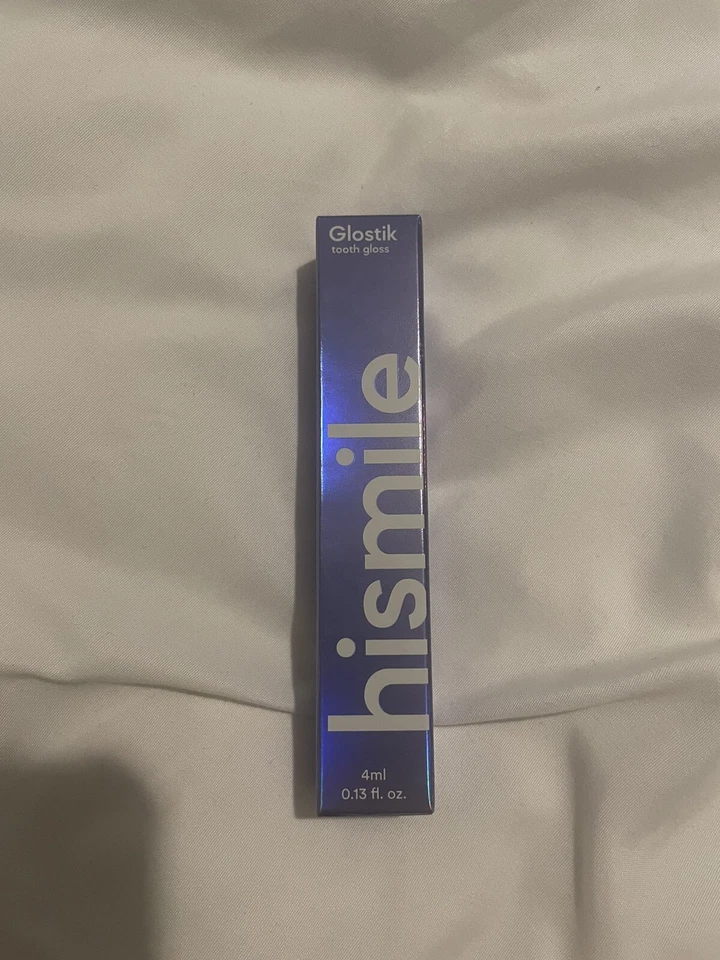 Glostik
tooth gloss
hismile
4ml
0.13 fl. oz.